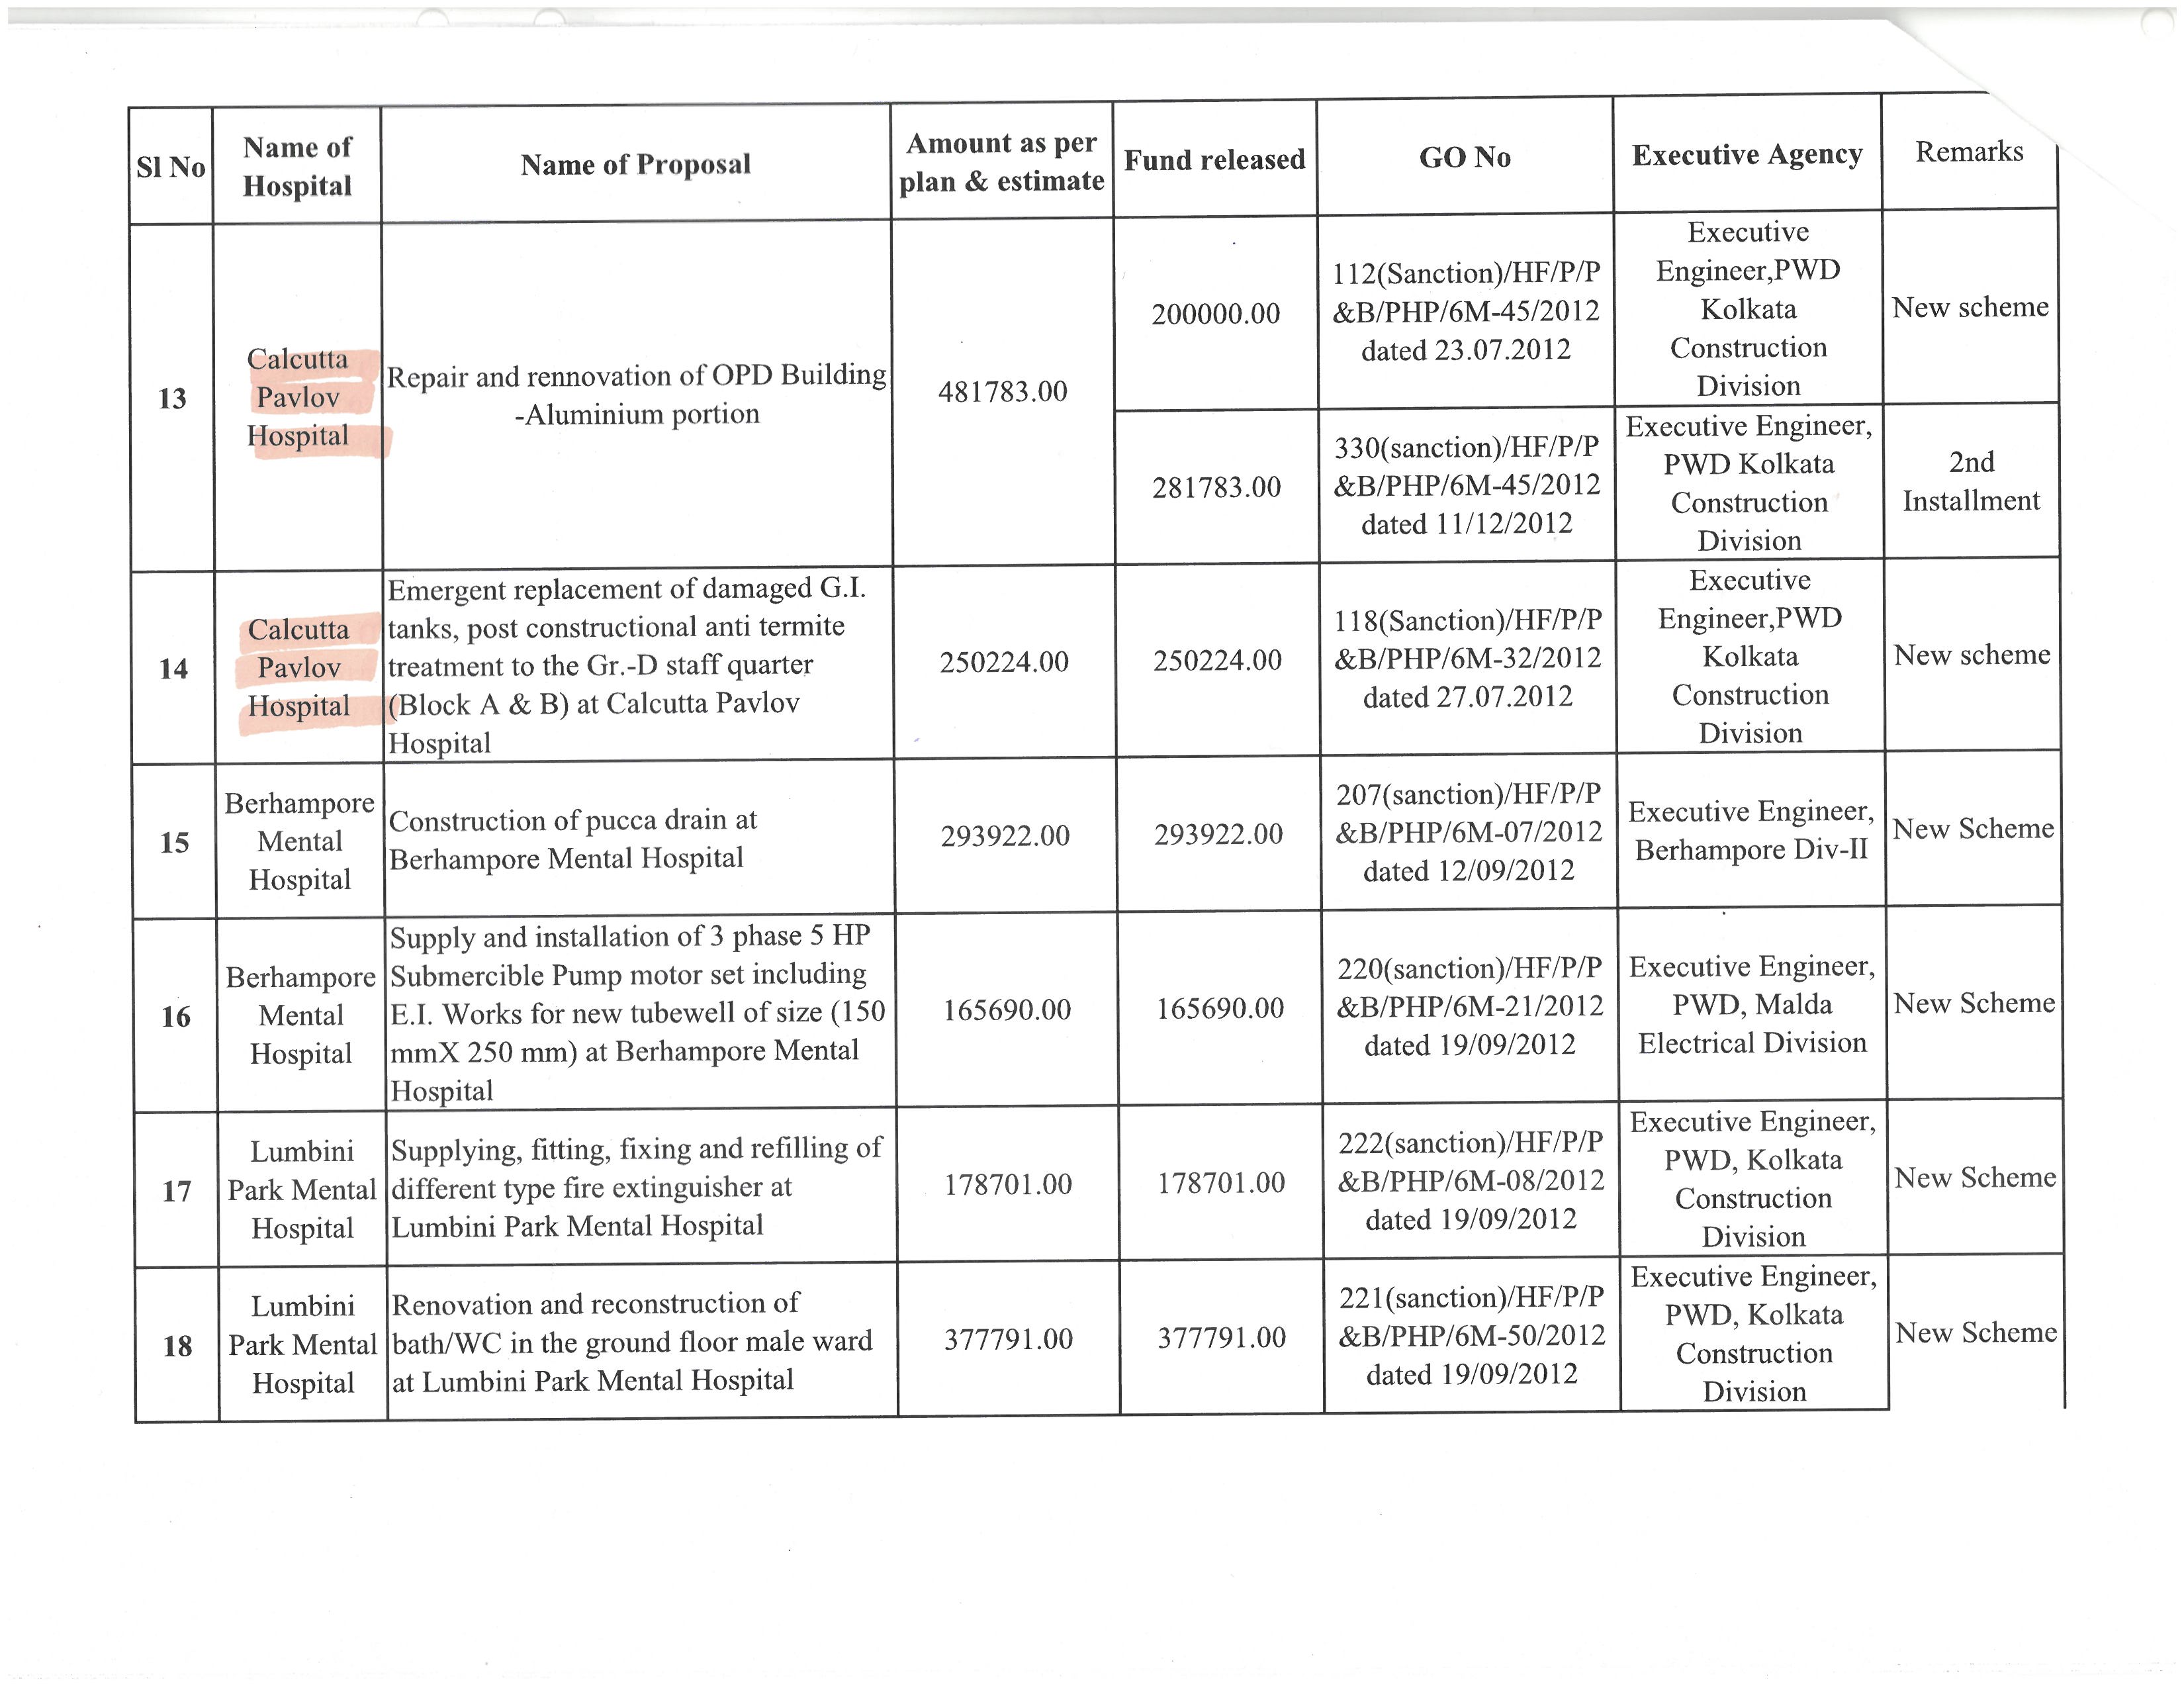 Sl No
Name of
Hospital
Name of Proposal
Amount as per
plan & estimate
Fund released
GO No
Executive Agency
Remarks
13
Calcutta
Pavlov
Hospital
Repair and rennovation of OPD Building
-Aluminium portion
481783.00
200000.00
112(Sanction)/HF/P/P
&B/PHP/6M-45/2012
dated 23.07.2012
Executive
Engineer,PWD
Kolkata
Construction
Division
New scheme
281783.00
330(sanction)/HF/P/P
&B/PHP/6M-45/2012
dated 11/12/2012
Executive Engineer,
PWD Kolkata
Construction
Division
2nd
Installment
14
Calcutta
Pavlov
Hospital
Emergent replacement of damaged G.I.
tanks, post constructional anti termite
treatment to the Gr.-D staff quarter
(Block A & B) at Calcutta Pavlov
Hospital
250224.00
250224.00
118(Sanction)/HF/P/P
&B/PHP/6M-32/2012
dated 27.07.2012
Executive
Engineer,PWD
Kolkata
Construction
Division
New scheme
15
Berhampore
Mental
Hospital
Construction of pucca drain at
Berhampore Mental Hospital
293922.00
293922.00
207(sanction)/HF/P/P
&B/PHP/6M-07/2012
dated 12/09/2012
Executive Engineer,
Berhampore Div-II
New Scheme
16
Berhampore
Mental
Hospital
Supply and installation of 3 phase 5 HP
Submercible Pump motor set including
E.I. Works for new tubewell of size (150
mmX 250 mm) at Berhampore Mental
Hospital
165690.00
165690.00
220(sanction)/HF/P/P
&B/PHP/6M-21/2012
dated 19/09/2012
Executive Engineer,
PWD, Malda
Electrical Division
New Scheme
17
Lumbini
Park Mental
Hospital
Supplying, fitting, fixing and refilling of
different type fire extinguisher at
Lumbini Park Mental Hospital
178701.00
178701.00
222(sanction)/HF/P/P
&B/PHP/6M-08/2012
dated 19/09/2012
Executive Engineer,
PWD, Kolkata
Construction
Division
New Scheme
18
Lumbini
Park Mental
Hospital
Renovation and reconstruction of
bath/WC in the ground floor male ward
at Lumbini Park Mental Hospital
377791.00
377791.00
221(sanction)/HF/P/P
&B/PHP/6M-50/2012
dated 19/09/2012
Executive Engineer,
PWD, Kolkata
Construction
Division
New Scheme